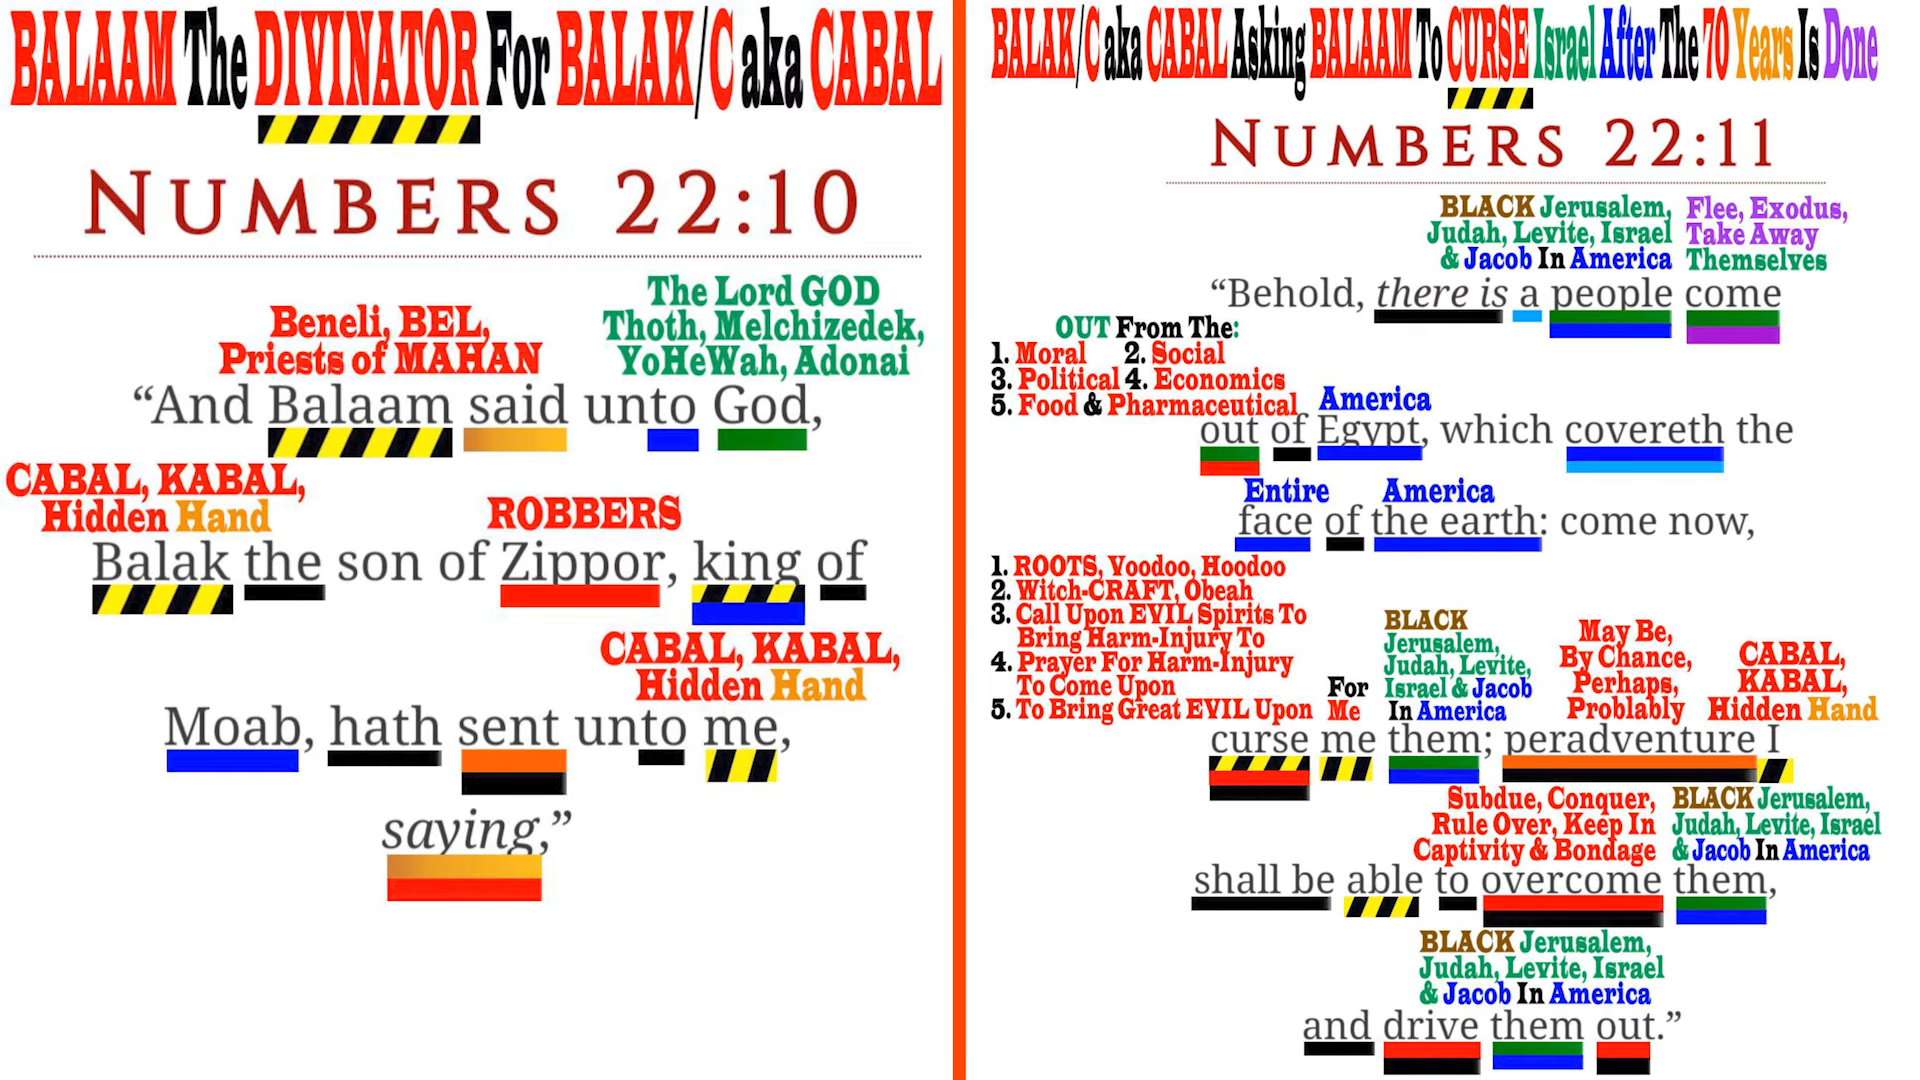 BALAAM The DIVINATOR For BALAK/C aka CABAL
NUMBERS 22:10
The Lord GOD
Beneli, BEL,
Thoth, Melchizedek,
Priests of MAHAN
YoHeWah, Adonai
“And Balaam said unto God,
CABAL, KABAL,
Hidden Hand
ROBBERS
Balak the son of Zippor, king of
CABAL, KABAL,
Hidden Hand
Moab, hath sent unto me,
saying,”
BALAK/C aka CABAL Asking BALAAM To CURSE Israel After The 70 Years Is Done
NUMBERS 22:11
BLACK Jerusalem,
Judah, Levite, Israel
& Jacob In America
Flee, Exodus,
Take Away
Themselves
“Behold, there is a people come
OUT From The:
1. Moral 2. Social
3. Political 4. Economics
5. Food & Pharmaceutical
America
out of Egypt, which covereth the
Entire America
face of the earth: come now,
1. ROOTS, Voodoo, Hoodoo
2. Witch-CRAFT, Obeah
3. Call Upon EVIL Spirits To
Bring Harm-Injury To
4. Prayer For Harm-Injury
To Come Upon
5. To Bring Great EVIL Upon
For
Me
BLACK
Jerusalem,
Judah, Levite,
Israel & Jacob
In America
May Be,
By Chance,
Perhaps,
Problably
CABAL,
KABAL,
Hidden Hand
curse me them; peradventure I
Subdue, Conquer,
Rule Over, Keep In
Captivity & Bondage
BLACK Jerusalem,
Judah, Levite, Israel
& Jacob In America
shall be able to overcome them,
BLACK Jerusalem,
Judah, Levite, Israel
& Jacob In America
and drive them out.”